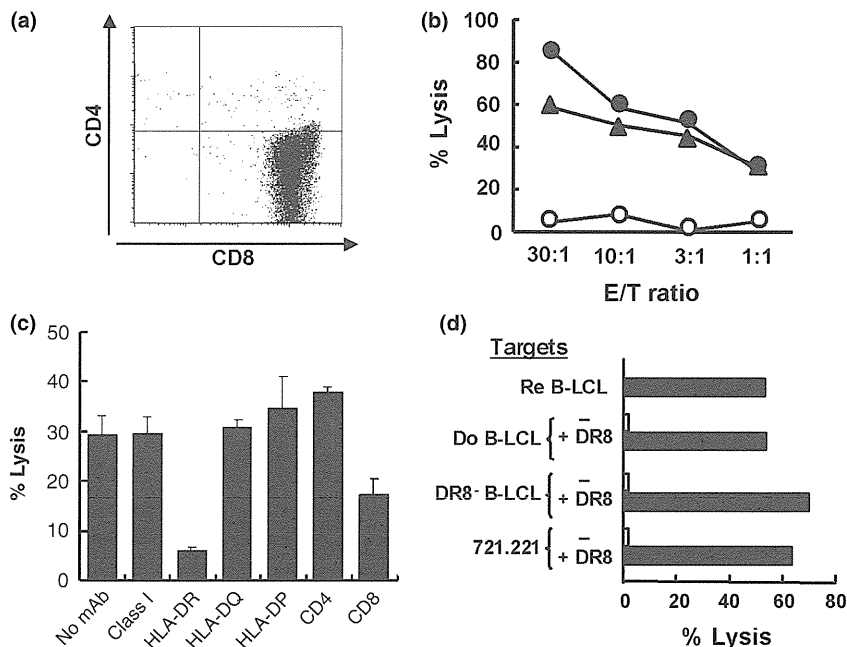 (a)
CD4
CD8
(b)
% Lysis
100
80
60
40
20
0
30:1 10:1 3:1 1:1
E/T ratio
(c)
% Lysis
50
40
30
20
10
0
No mAb
Class I
HLA-DR
HLA-DQ
HLA-DP
CD4
CD8
(d)
Targets
Re B-LCL
Do B-LCL { –
+ DR8
DR8- B-LCL { –
+ DR8
721.221 { –
+ DR8
0 20 40 60 80
% Lysis